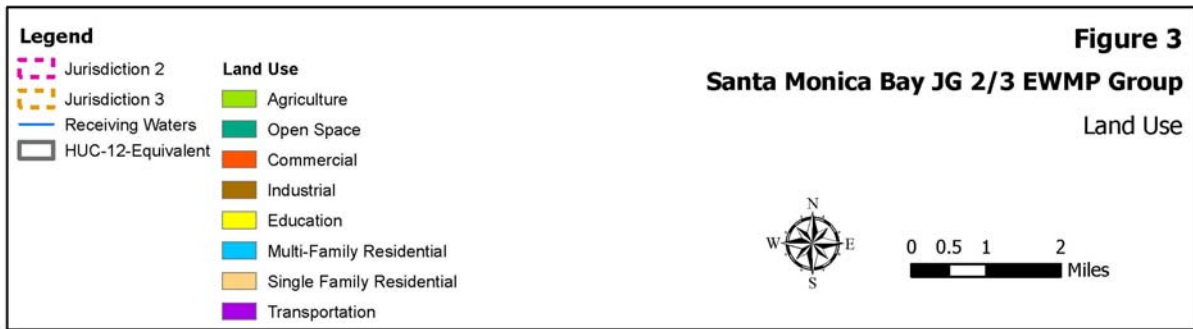 Legend
Jurisdiction 2
Jurisdiction 3
Receiving Waters
HUC-12-Equivalent
Land Use
Agriculture
Open Space
Commercial
Industrial
Education
Multi-Family Residential
Single Family Residential
Transportation
Figure 3
Santa Monica Bay JG 2/3 EWMP Group
Land Use
N
W E
S
0 0.5 1 2
Miles